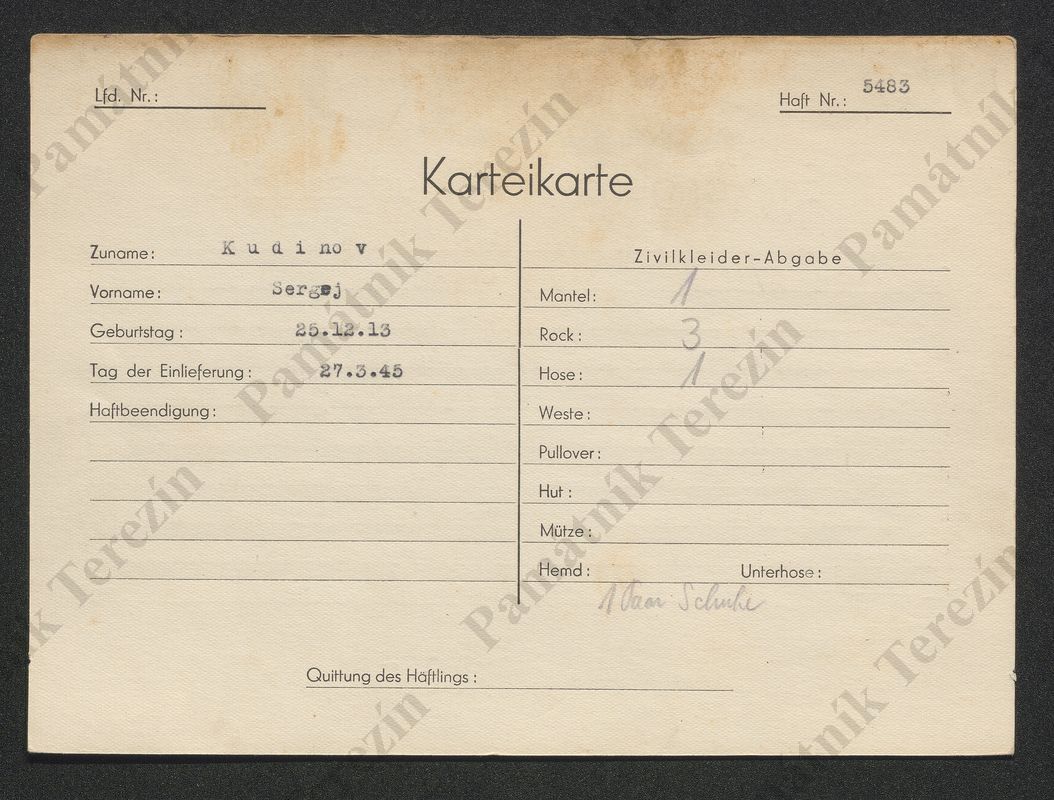 Lfd. Nr.:
Haft Nr.: 5483
Karteikarte
Zuname: Kudinov
Vorname: Sergej
Geburtstag: 25.12.13
Tag der Einlieferung: 27.3.45
Haftbeendigung:
Zivilkleider-Abgabe
Mantel: 1
Rock: 3
Hose: 1
Weste:
Pullover:
Hut:
Mütze:
Hemd: Unterhose:
1 Paar Schuhe
Quittung des Häftlings:
Památník Terezín